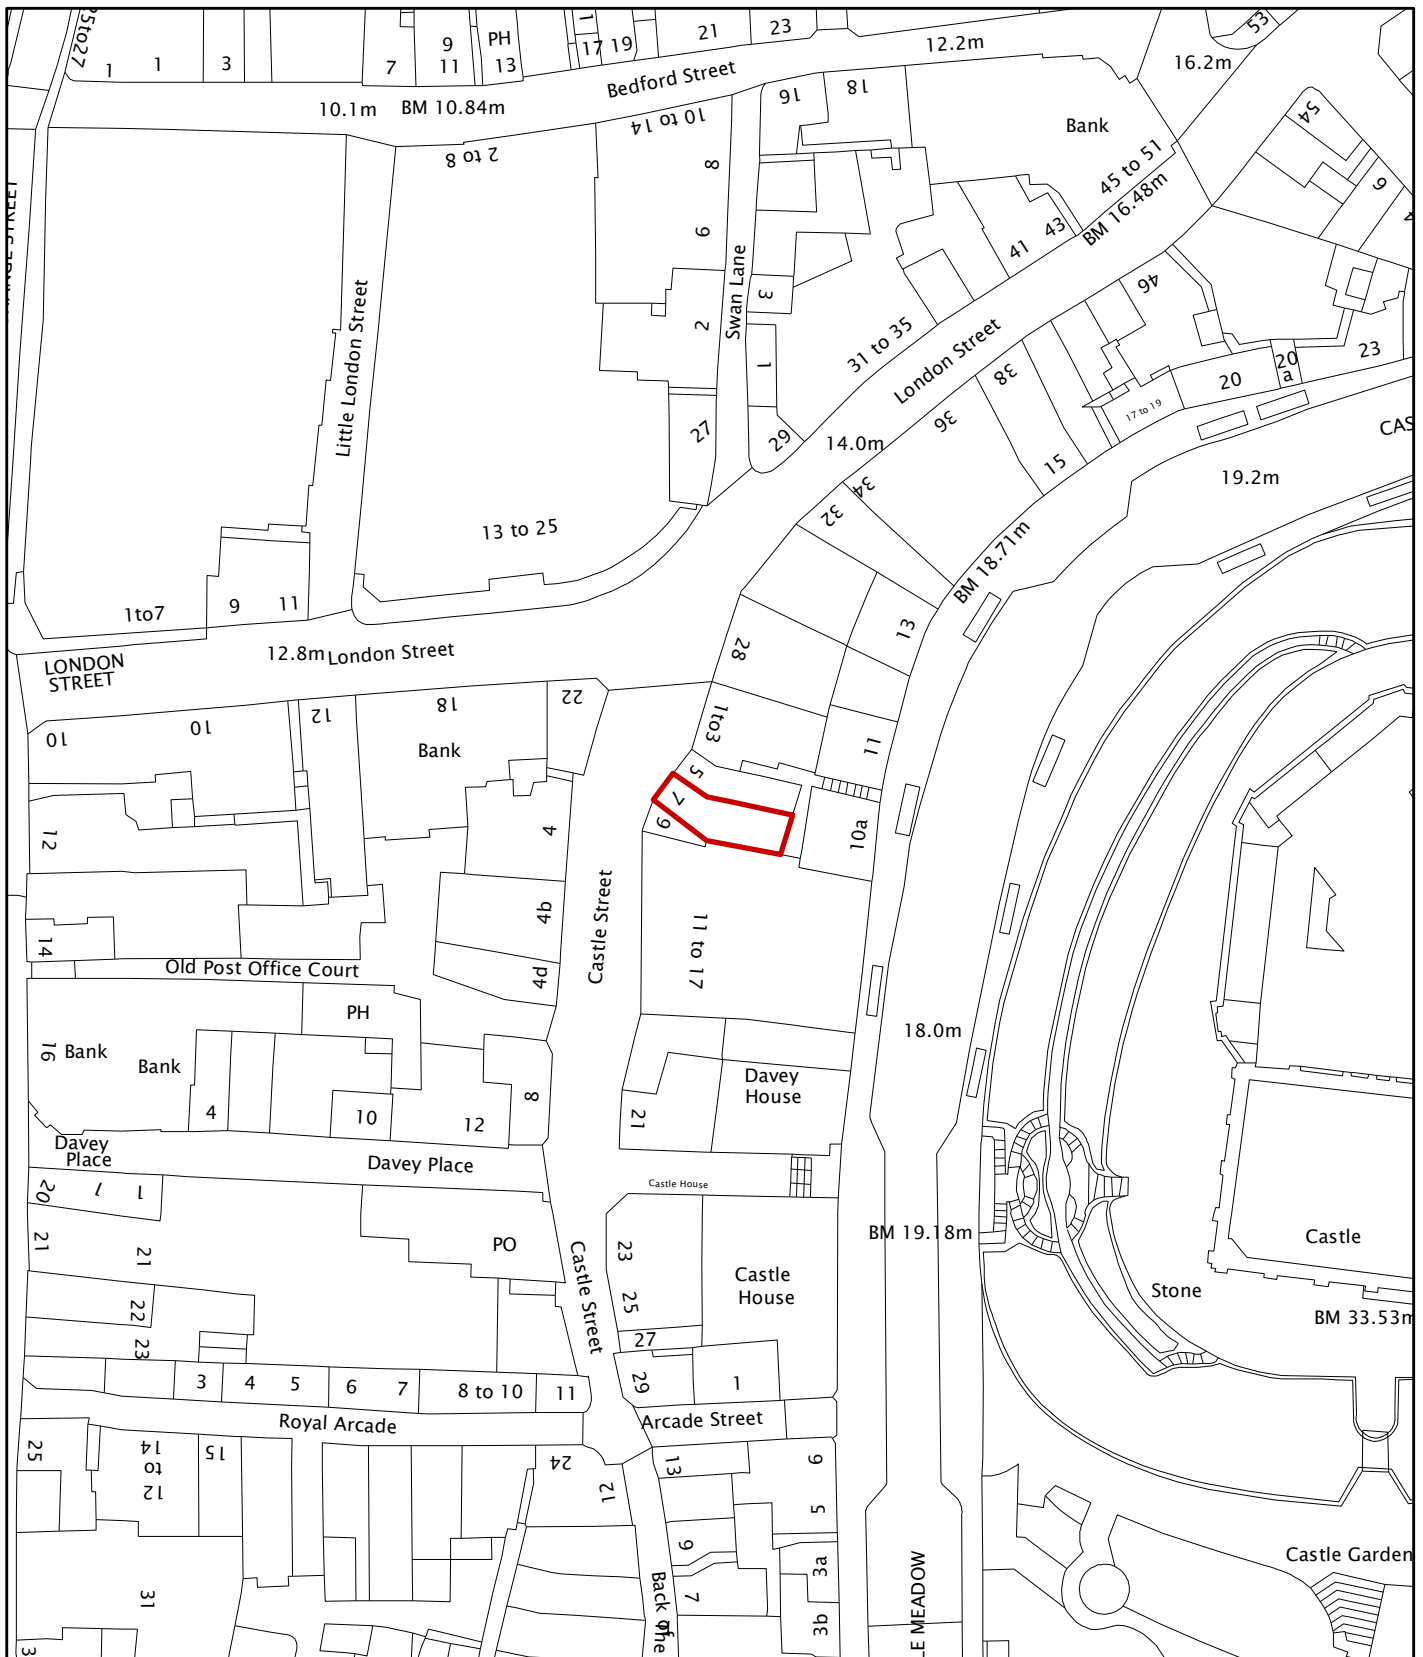 25to27
1
1
3
7
9
11
PH
13
1
17
19
21
23
12.2m
16.2m
53
10.1m
BM 10.84m
Bedford Street
2 to 8
10 to 14
16
18
Bank
45 to 51
BM 16.48m
54
9
8
6
2
Swan Lane
3
1
27
29
Little London Street
41
43
31 to 35
London Street
46
38
36
34
32
14.0m
15
17 to 19
20
20
a
23
19.2m
BM 18.71m
13 to 25
1to7
9
11
LONDON
STREET
12.8m
London Street
28
13
10
10
12
18
Bank
22
1to3
11
5
7
9
10a
12
4
4b
4d
Castle Street
11 to 17
14
Old Post Office Court
PH
16
Bank
Bank
4
10
12
8
21
Davey
House
18.0m
Davey
Place
Davey Place
Castle House
20
1
1
21
21
PO
22
23
Castle Street
23
25
27
29
Castle
House
1
BM 19.18m
Castle
Stone
BM 33.53m
3
4
5
6
7
8 to 10
11
Royal Arcade
Arcade Street
25
14
to
12
15
24
12
13
6
5
9
7
3a
3b
31
Back of
The
LE MEADOW
Castle Garden